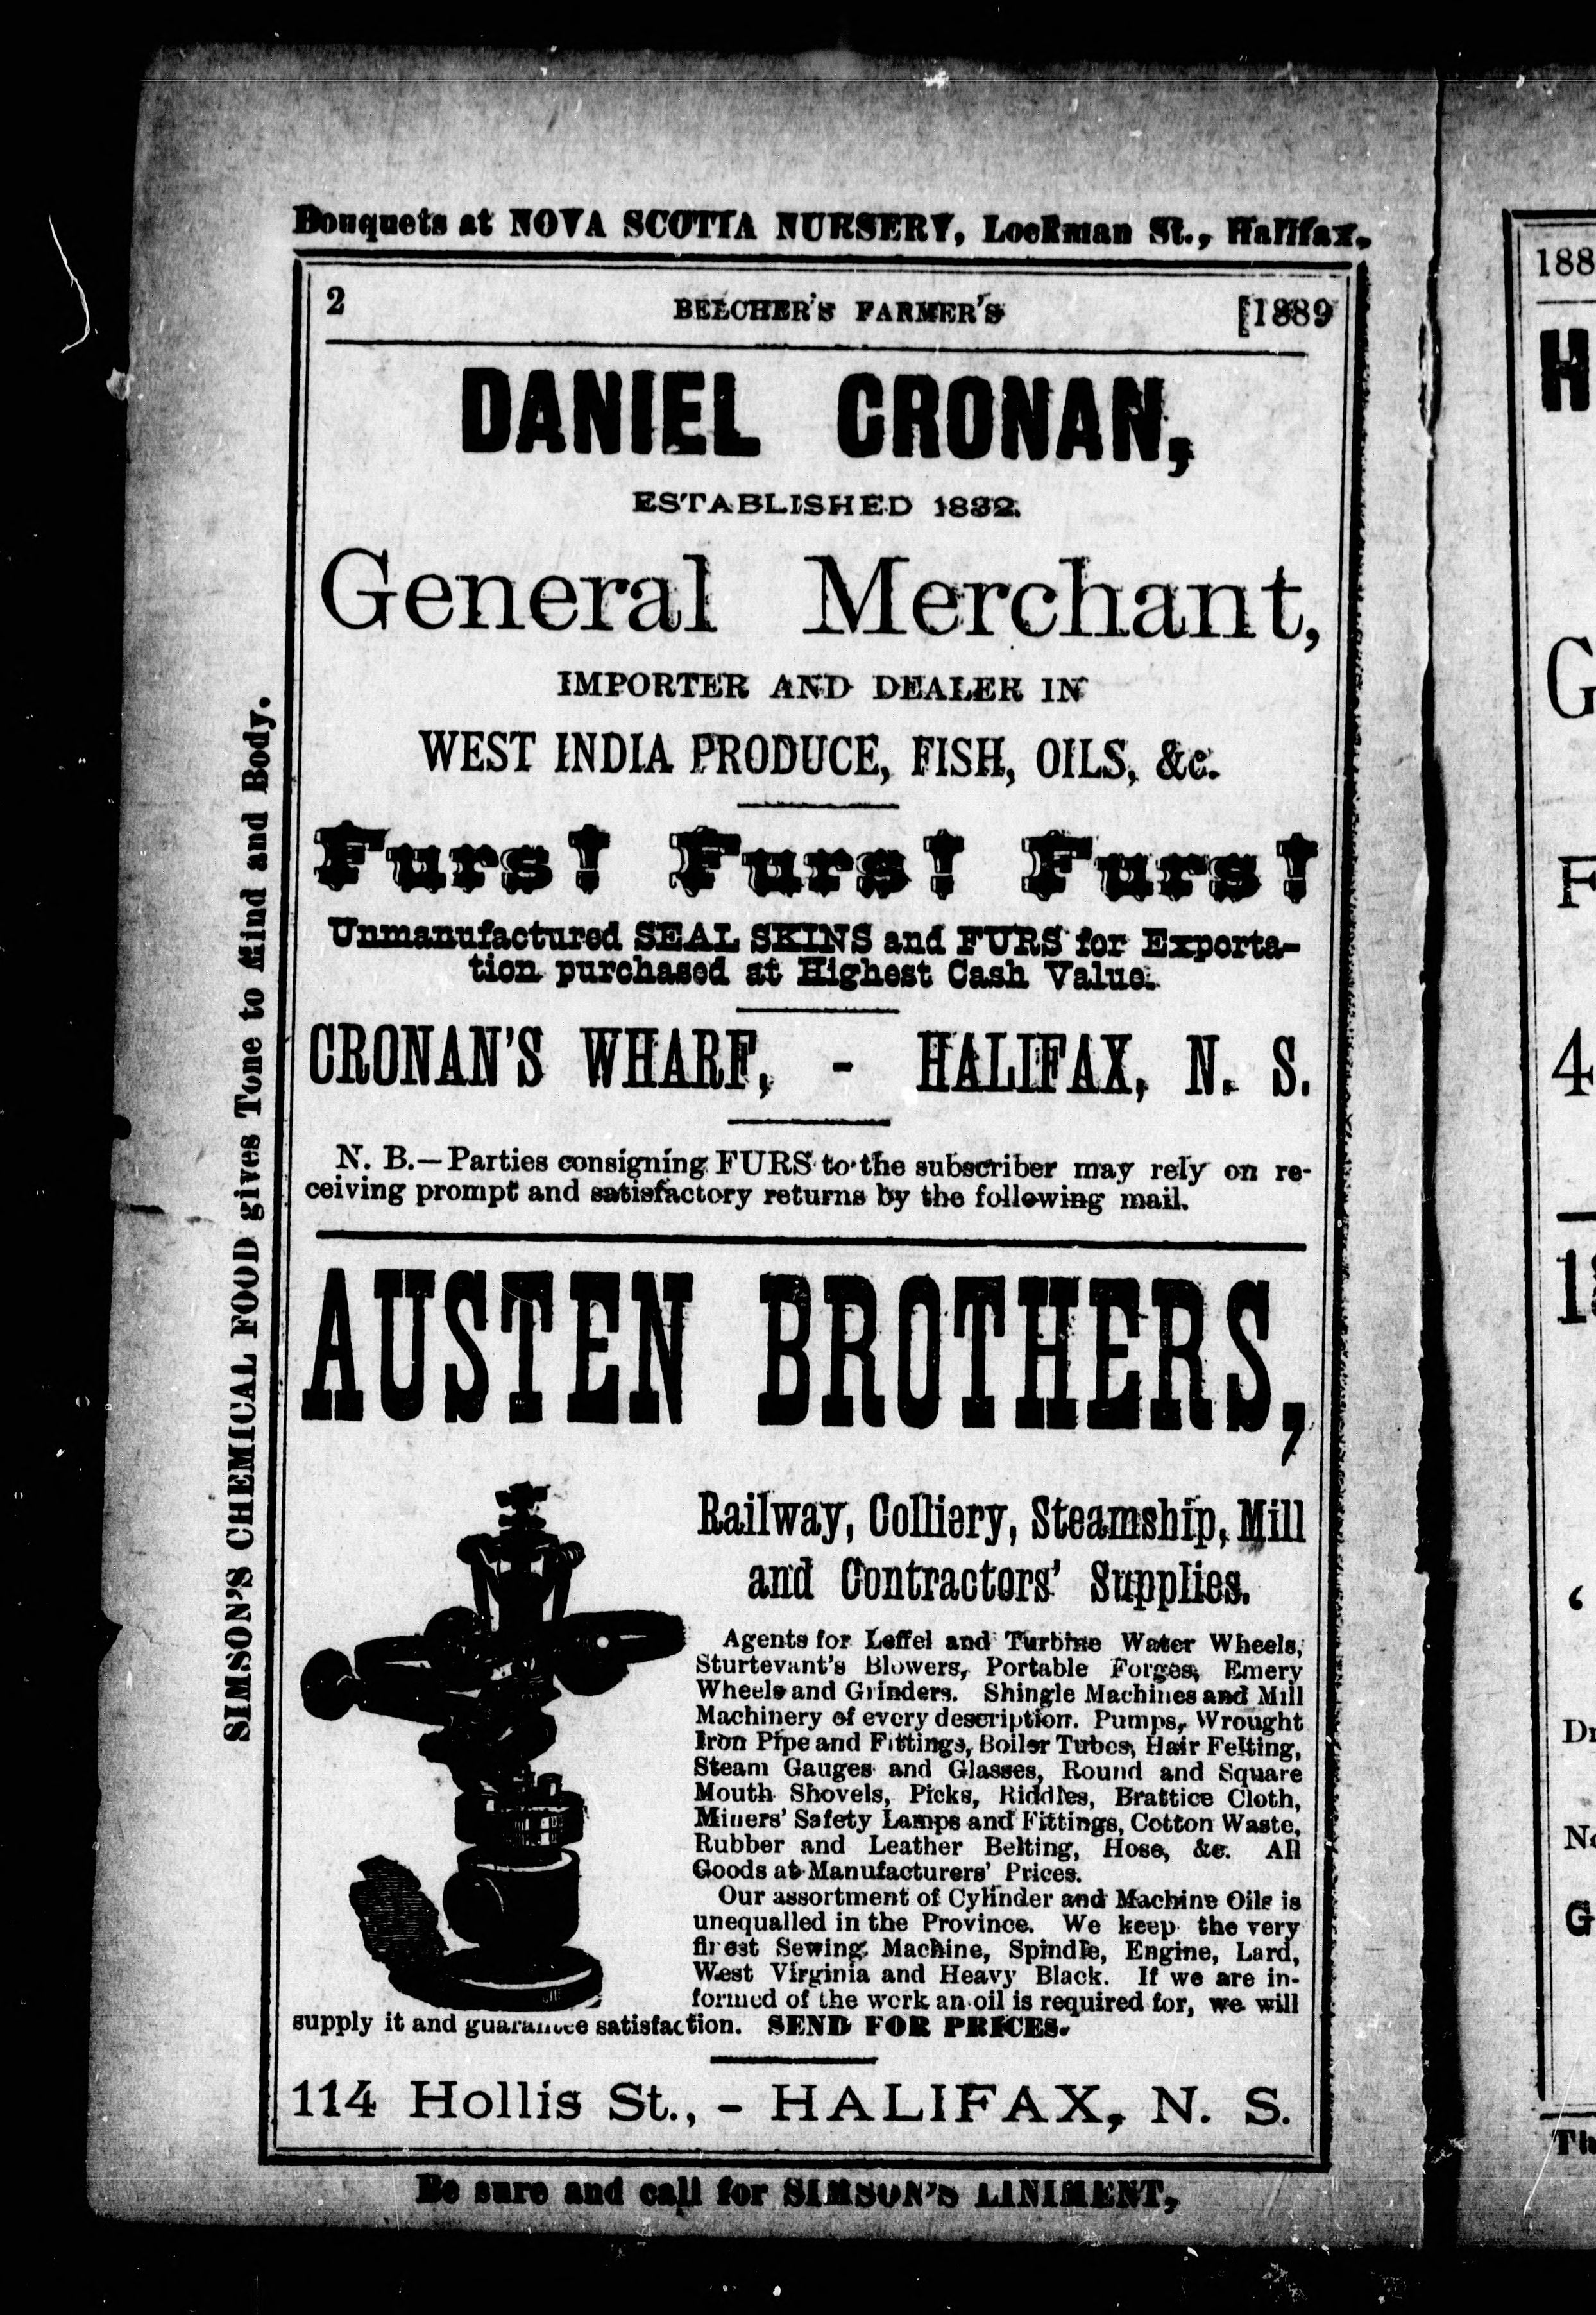 Bouquets at NOVA SCOTIA NURSERY, Lockman St., Halifax.
2 BELCHER'S FARMER'S [1889
DANIEL CRONAN,
ESTABLISHED 1832.
General Merchant,
IMPORTER AND DEALER IN
WEST INDIA PRODUCE, FISH, OILS, &c.
Furs! Furs! Furs!
Unmanufactured SEAL SKINS and FURS for Exporta-
tion purchased at Highest Cash Value.
CRONAN'S WHARF, - HALIFAX, N. S.
N. B.—Parties consigning FURS to the subscriber may rely on re-
ceiving prompt and satisfactory returns by the following mail.
AUSTEN BROTHERS,
Railway, Colliery, Steamship, Mill
and Contractors' Supplies.
Agents for Leffel and Turbine Water Wheels,
Sturtevant's Blowers, Portable Forges, Emery
Wheels and Grinders. Shingle Machines and Mill
Machinery of every description. Pumps, Wrought
Iron Pipe and Fittings, Boiler Tubes, Hair Felting,
Steam Gauges and Glasses, Round and Square
Mouth Shovels, Picks, Riddles, Brattice Cloth,
Miners' Safety Lamps and Fittings, Cotton Waste,
Rubber and Leather Belting, Hose, &c. All
Goods at Manufacturers' Prices.
Our assortment of Cylinder and Machine Oils is
unequalled in the Province. We keep the very
finest Sewing Machine, Spindle, Engine, Lard,
West Virginia and Heavy Black. If we are in-
formed of the work an oil is required for, we will
supply it and guarantee satisfaction. SEND FOR PRICES.
114 Hollis St., - HALIFAX, N. S.
Be sure and call for SIMSON'S LINIMENT,
SIMSON'S CHEMICAL FOOD gives Tone to Mind and Body.
188
H
G
F
4